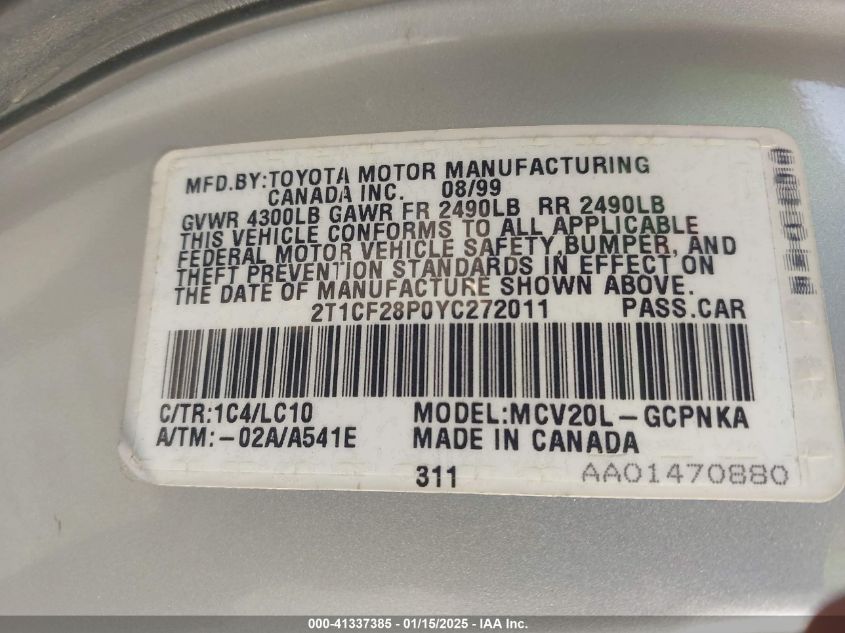 MFD.BY:TOYOTA MOTOR MANUFACTURING
CANADA INC. 08/99
GVWR 4300LB GAWR FR 2490LB RR 2490LB
THIS VEHICLE CONFORMS TO ALL APPLICABLE
FEDERAL MOTOR VEHICLE SAFETY,BUMPER, AND
THEFT PREVENTION STANDARDS IN EFFECT ON
THE DATE OF MANUFACTURE SHOWN ABOVE.
2T1CF28P0YC272011 PASS.CAR
C/TR:1C4/LC10 MODEL:MCV20L-GCPNKA
A/TM:-02A/A541E MADE IN CANADA
311 AA01470880
000-41337385 - 01/15/2025 - IAA Inc.